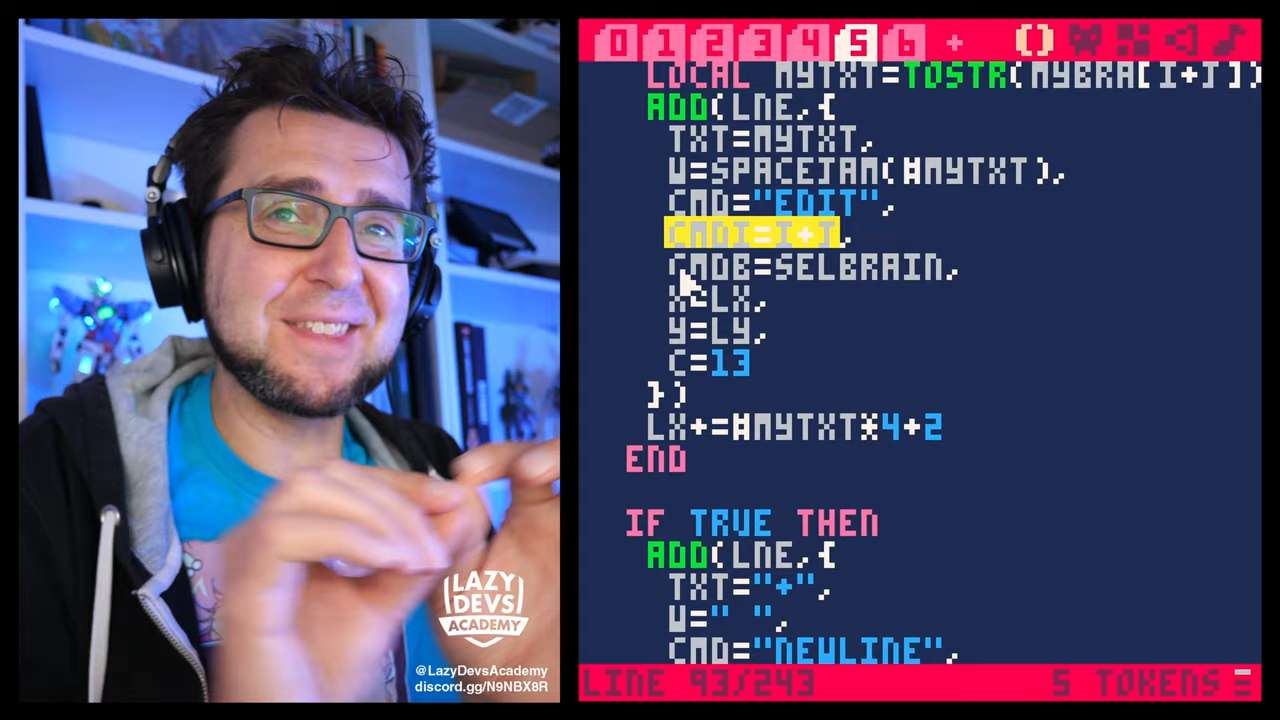 LAZY
DEVS
ACADEMY
@LazyDevsAcademy
discord.gg/N9NBX8R
0 1 2 3 4 5 6 +
LOCAL MYTXT=TOSTR(MYBRA[I+J])
ADD(LNE,{
TXT=MYTXT,
W=SPACEJAM(#MYTXT),
CMD="EDIT",
CMDI=I+J,
CMDB=SELBRAIN,
X=LX,
Y=LY,
C=13
})
LX+=#MYTXT*4+2
END
IF TRUE THEN
ADD(LNE,{
TXT="+",
W=" ",
CMD="NEWLINE",
LINE 93/243
5 TOKENS